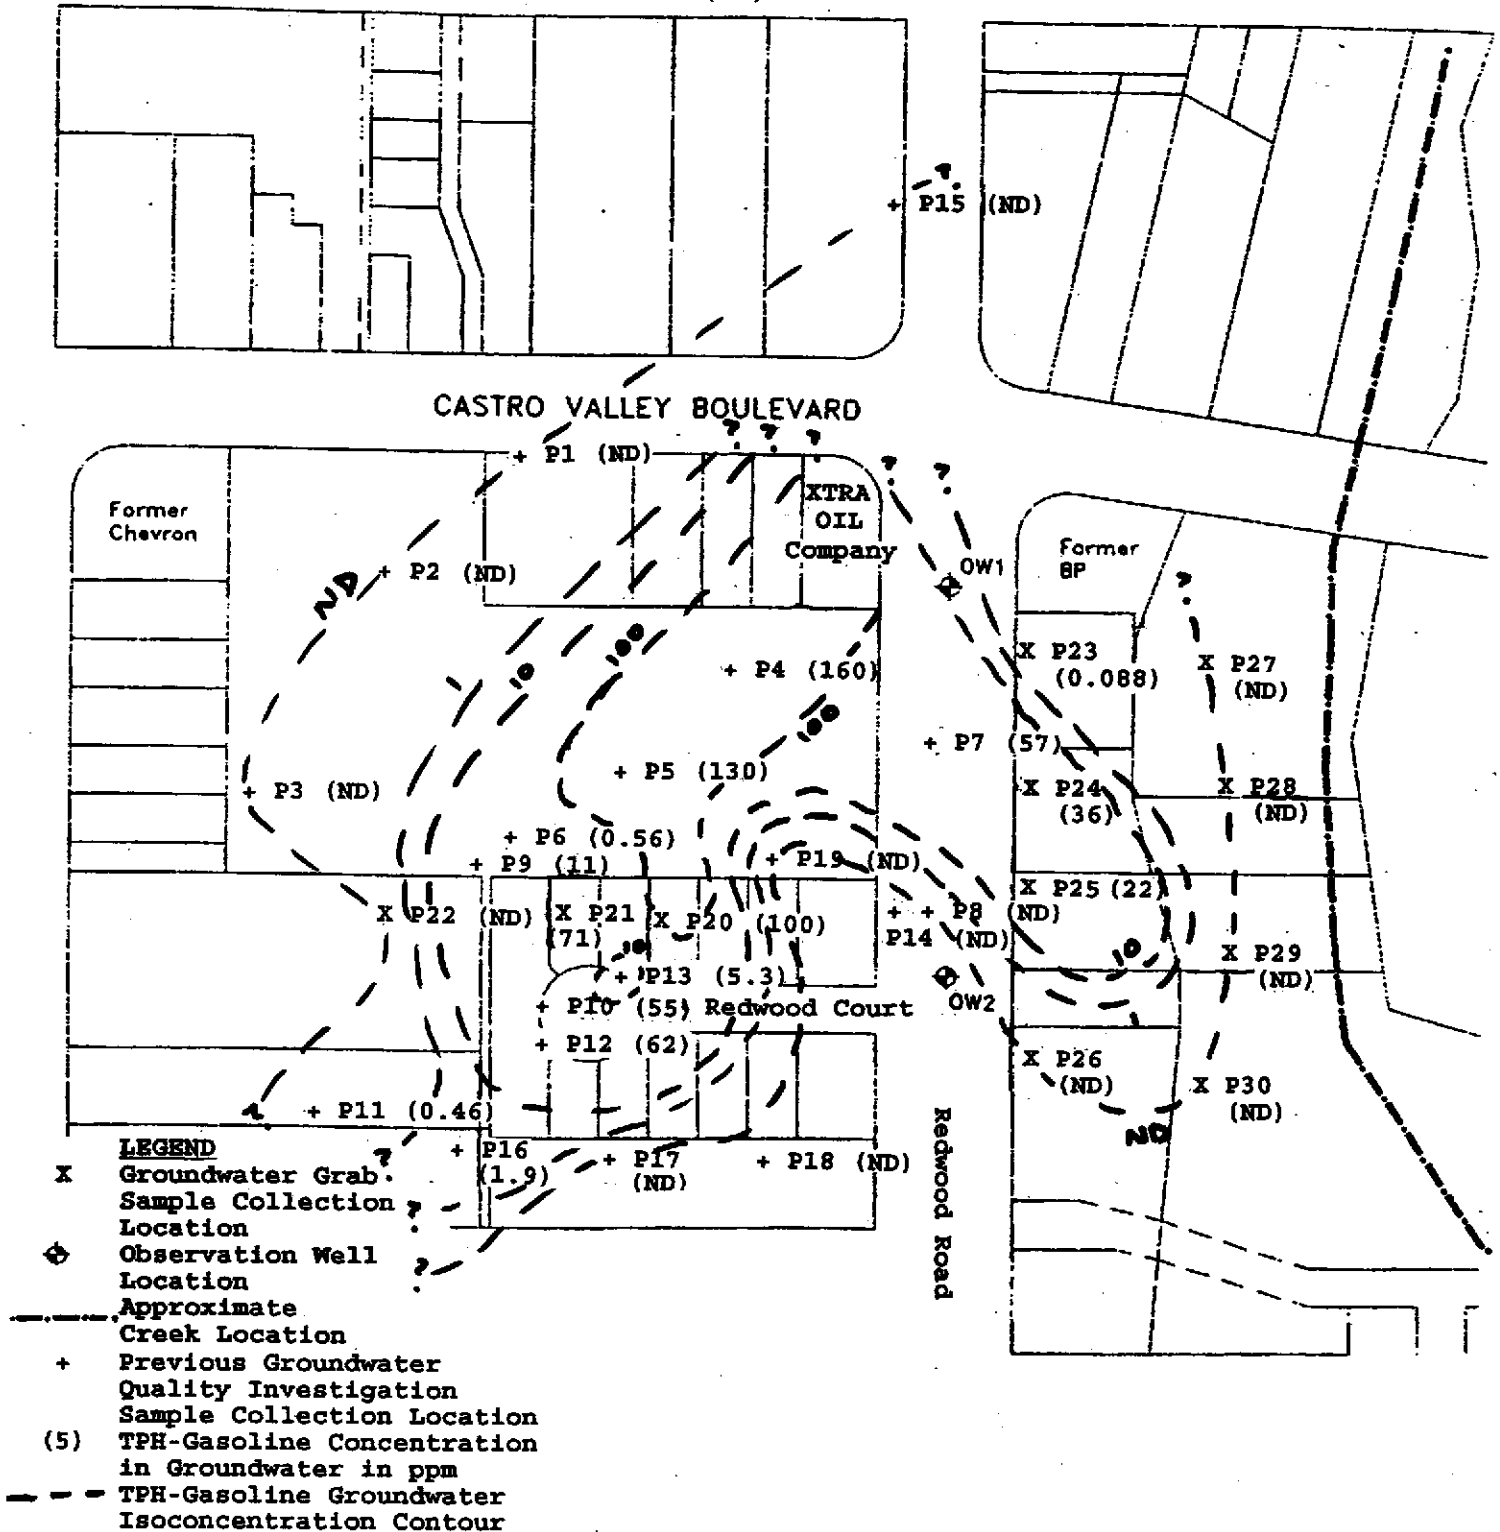 ?
+ P15 (ND)
CASTRO VALLEY BOULEVARD
? ? ?
+ P1 (ND)
? ?
Former
Chevron
XTRA
OIL
Company
Former
BP
OW1
+ P2 (ND)
ND
?
100
10
+ P4 (160)
X P23
(0.088)
X P27
(ND)
100
+ P7 (57)
+ P5 (130)
+ P3 (ND)
X P24
(36)
X P28
(ND)
+ P6 (0.56)
+ P9 (11)
+ P19 (ND)
X P22 (ND)
X P21
(71)
X P20 (100)
+ + P8 (ND)
P14 (ND)
X P25 (22)
10
10
X P29
(ND)
+ P13 (5.3)
OW2
+ P10 (55)
Redwood Court
+ P12 (62)
X P26
(ND)
X P30
(ND)
ND
?
+ P11 (0.46)
+ P16
(1.9)
+ P17
(ND)
+ P18 (ND)
?
?
?
Redwood Road
LEGEND
X Groundwater Grab
Sample Collection
Location
Observation Well
Location
Approximate
Creek Location
+ Previous Groundwater
Quality Investigation
Sample Collection Location
(5) TPH-Gasoline Concentration
in Groundwater in ppm
TPH-Gasoline Groundwater
Isoconcentration Contour